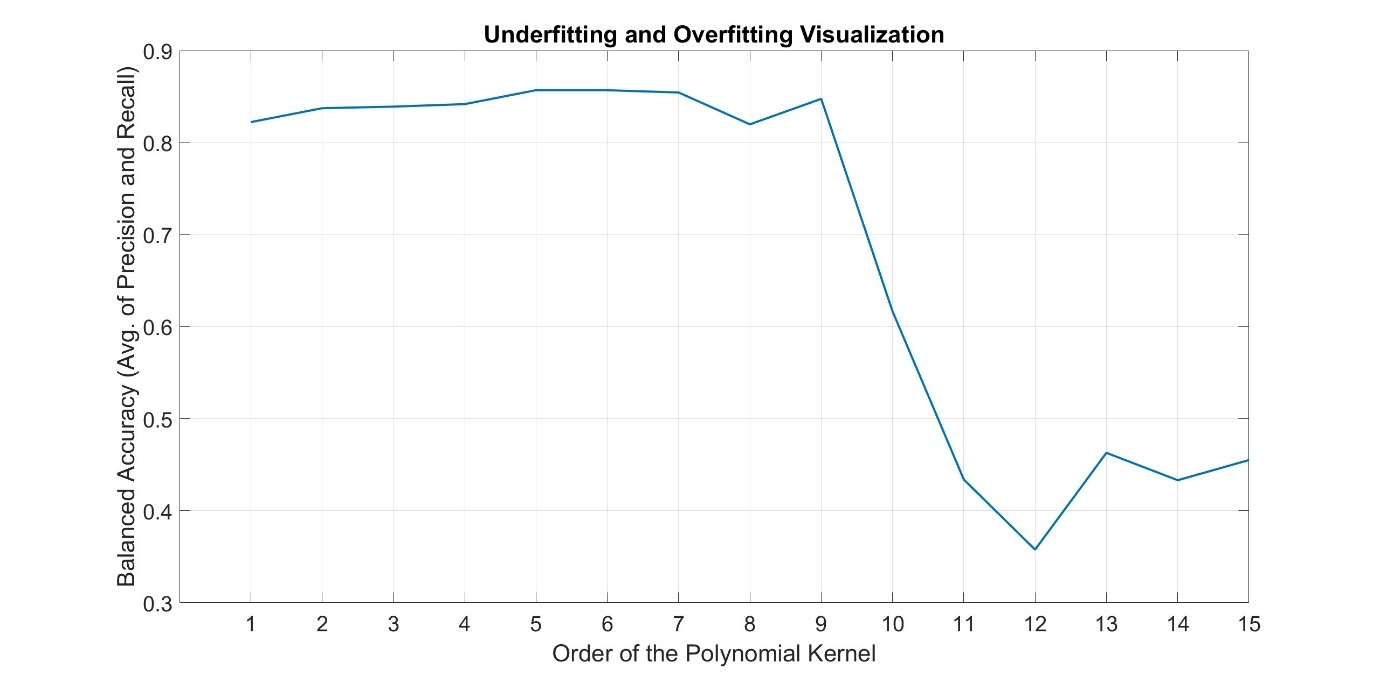 Underfitting and Overfitting Visualization
Balanced Accuracy (Avg. of Precision and Recall)
0.9
0.8
0.7
0.6
0.5
0.4
0.3
1 2 3 4 5 6 7 8 9 10 11 12 13 14 15
Order of the Polynomial Kernel